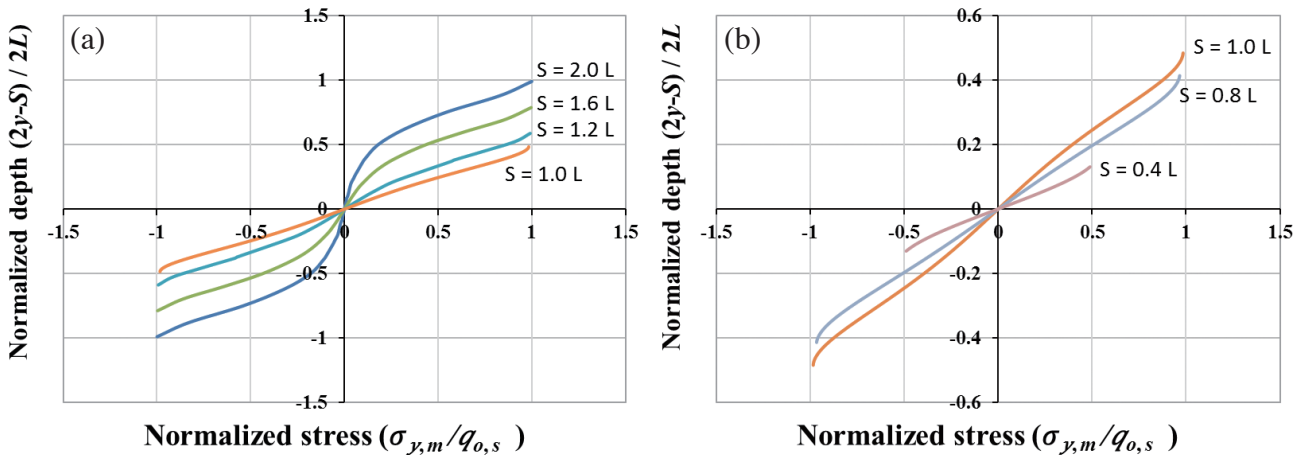 (a)
Normalized depth (2y-S) / 2L)
1.5
1
0.5
0
-0.5
-1
-1.5
-1.5 -1 -0.5 0 0.5 1 1.5
S = 2.0 L
S = 1.6 L
S = 1.2 L
S = 1.0 L
Normalized stress (σy,m/qo,s )
(b)
Normalized depth (2y-S) / 2L
0.6
0.4
0.2
0
-0.2
-0.4
-0.6
-1.5 -1 -0.5 0 0.5 1 1.5
S = 1.0 L
S = 0.8 L
S = 0.4 L
Normalized stress (σy,m/qo,s )